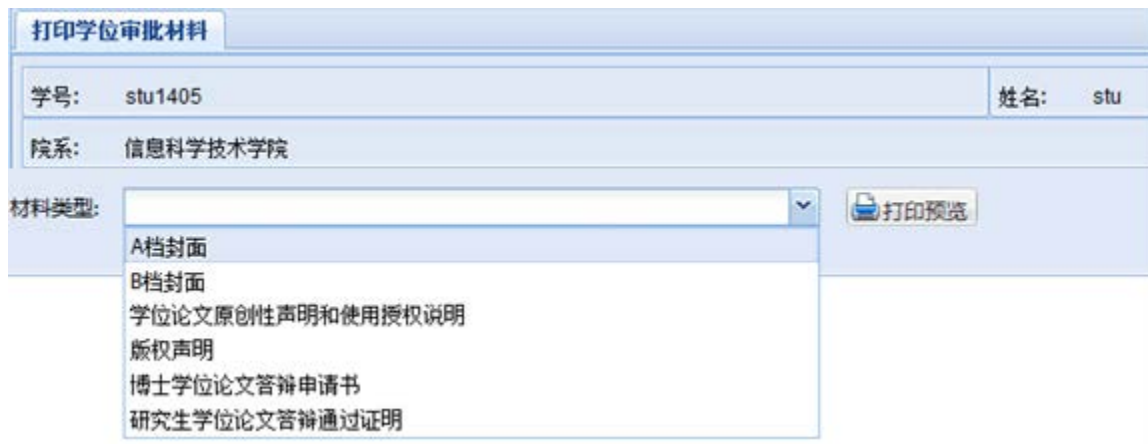 打印学位审批材料
学号: stu1405 姓名: stu
院系: 信息科学技术学院
材料类型: 打印预览
A档封面
B档封面
学位论文原创性声明和使用授权说明
版权声明
博士学位论文答辩申请书
研究生学位论文答辩通过证明